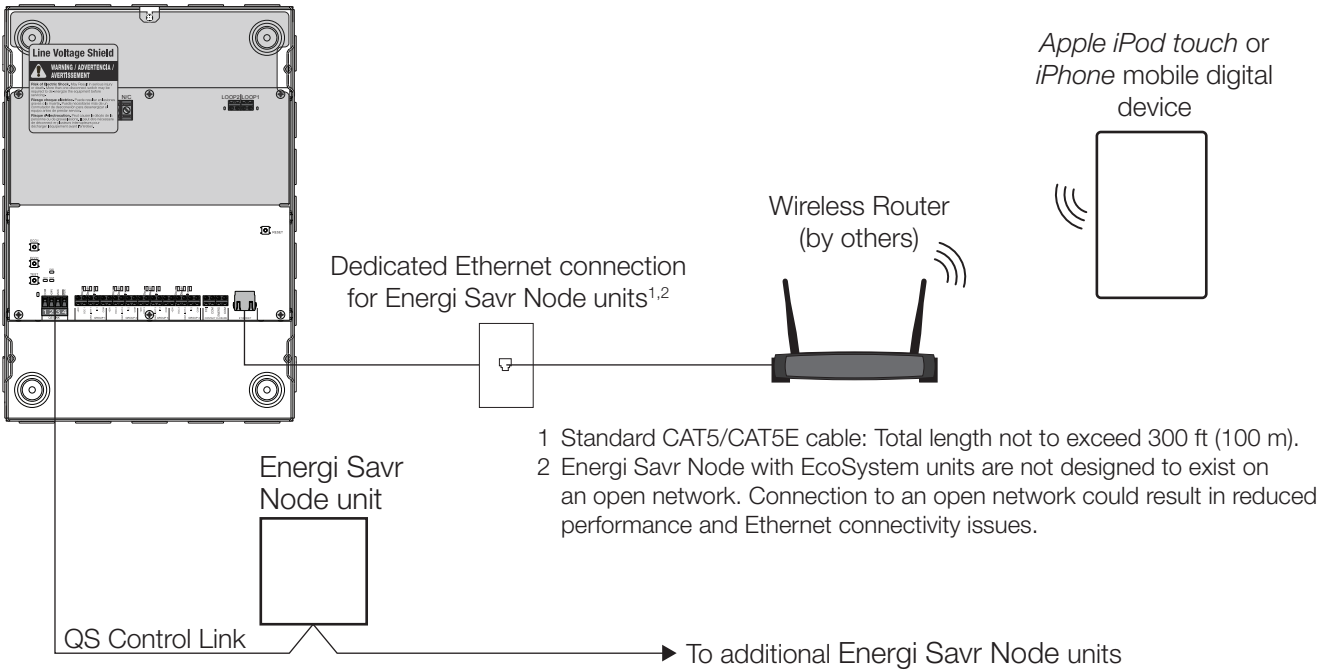 Line Voltage Shield
WARNING / ADVERTENCIA /
AVERTISSEMENT
N/C
LOOP2
LOOP1
RESET
Dedicated Ethernet connection
for Energi Savr Node units1,2
Wireless Router
(by others)
Apple iPod touch or
iPhone mobile digital
device
1 Standard CAT5/CAT5E cable: Total length not to exceed 300 ft (100 m).
2 Energi Savr Node with EcoSystem units are not designed to exist on
an open network. Connection to an open network could result in reduced
performance and Ethernet connectivity issues.
Energi Savr
Node unit
QS Control Link
To additional Energi Savr Node units